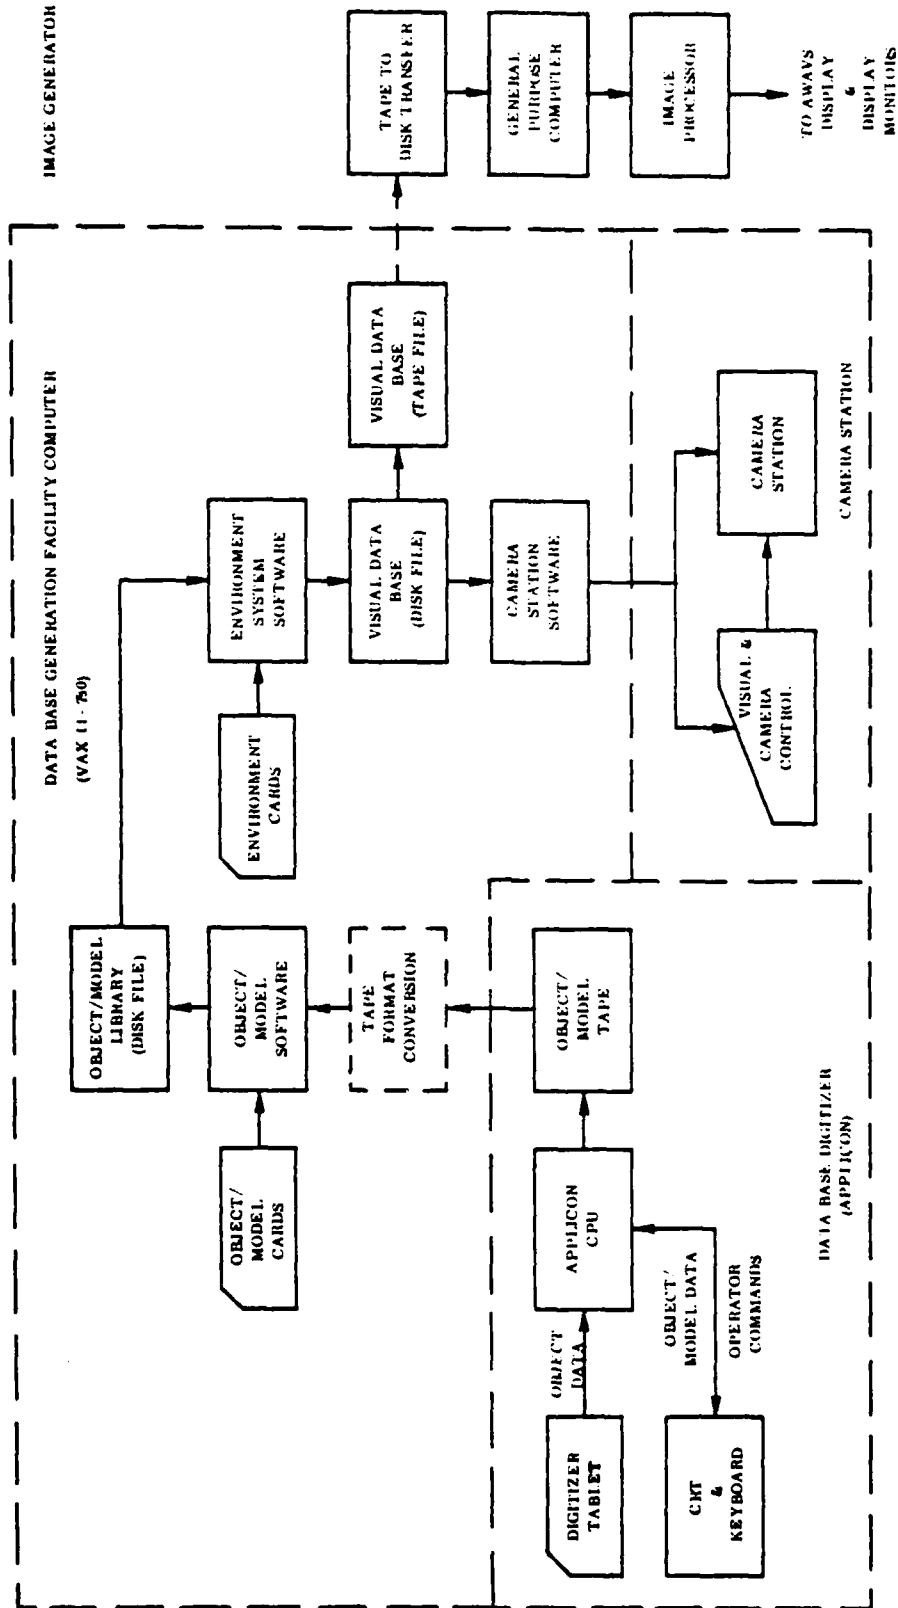 DATA BASE GENERATION FACILITY COMPUTER
(VAX 11 - 780)
IMAGE GENERATOR
OBJECT/MODEL
LIBRARY
(DISK FILE)
OBJECT/
MODEL
CARDS
OBJECT/
MODEL
SOFTWARE
ENVIRONMENT
CARDS
ENVIRONMENT
SYSTEM
SOFTWARE
TAPE
FORMAT
CONVERSION
VISUAL DATA
BASE
(DISK FILE)
VISUAL DATA
BASE
(TAPE FILE)
TAPE TO
DISK TRANSFER
CAMERA
STATION
SOFTWARE
GENERAL
PURPOSE
COMPUTER
DIGITIZER
TABLET
OBJECT
DATA
APPLICON
CPU
OBJECT/
MODEL
TAPE
IMAGE
PROCESSOR
CRT
&
KEYBOARD
OBJECT/
MODEL DATA
OPERATOR
COMMANDS
VISUAL &
CAMERA
CONTROL
CAMERA
STATION
TO AWAVS
DISPLAY
&
DISPLAY
MONITORS
DATA BASE DIGITIZER
(APPLICON)
CAMERA STATION